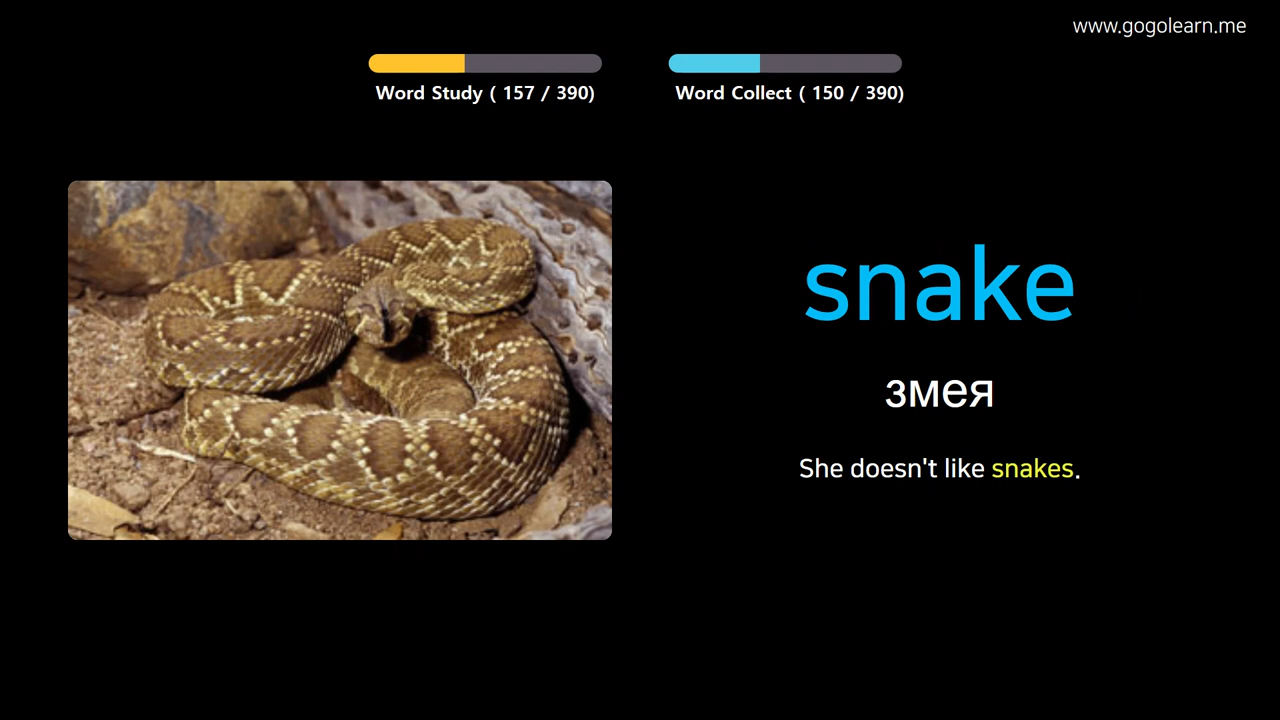 www.gogolearn.me
Word Study ( 157 / 390)
Word Collect ( 150 / 390)
snake
змея
She doesn't like snakes.